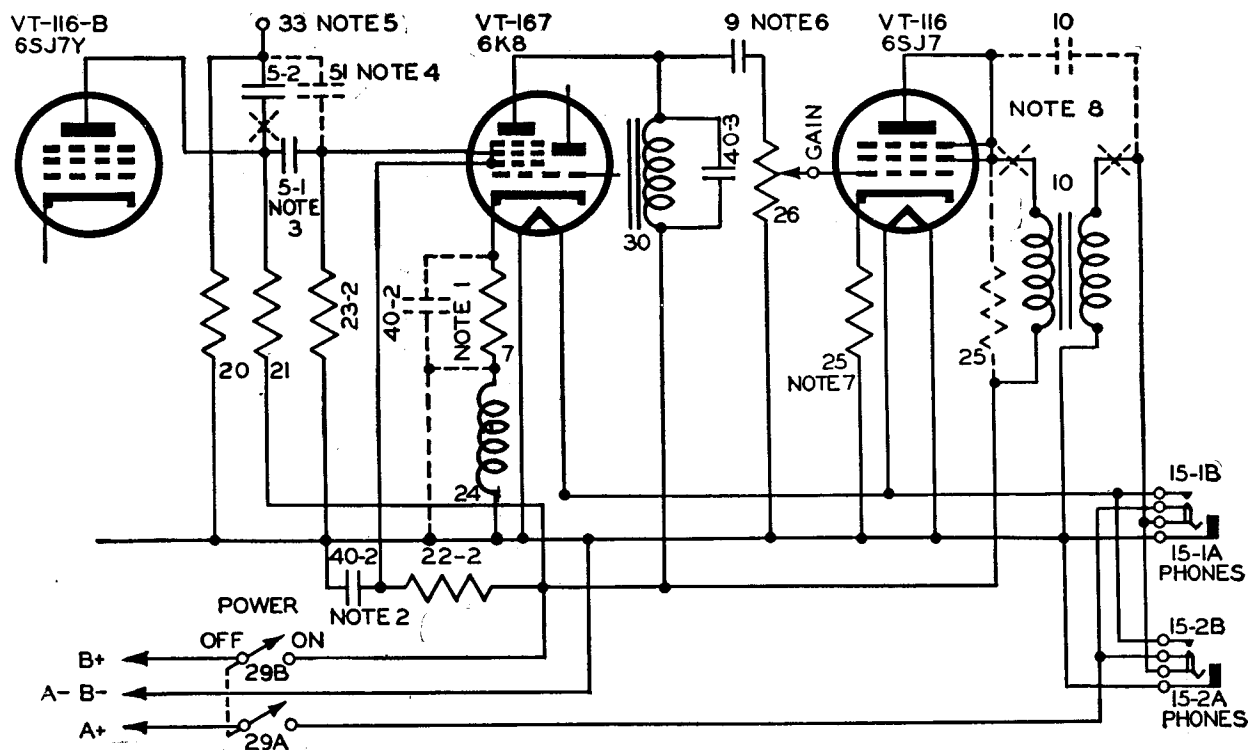 VT-116-B
6SJ7Y
33 NOTE 5
VT-167
6K8
9 NOTE 6
VT-116
6SJ7
10
5-2
51 NOTE 4
NOTE 8
40-3
GAIN
5-1
NOTE
3
10
26
30
23-2
40-2
NOTE 1
7
20
21
25
NOTE 7
25
24
15-1B
40-2
22-2
15-1A
PHONES
NOTE 2
POWER
OFF
ON
15-2B
B+
29B
A- B-
15-2A
PHONES
A+
29A